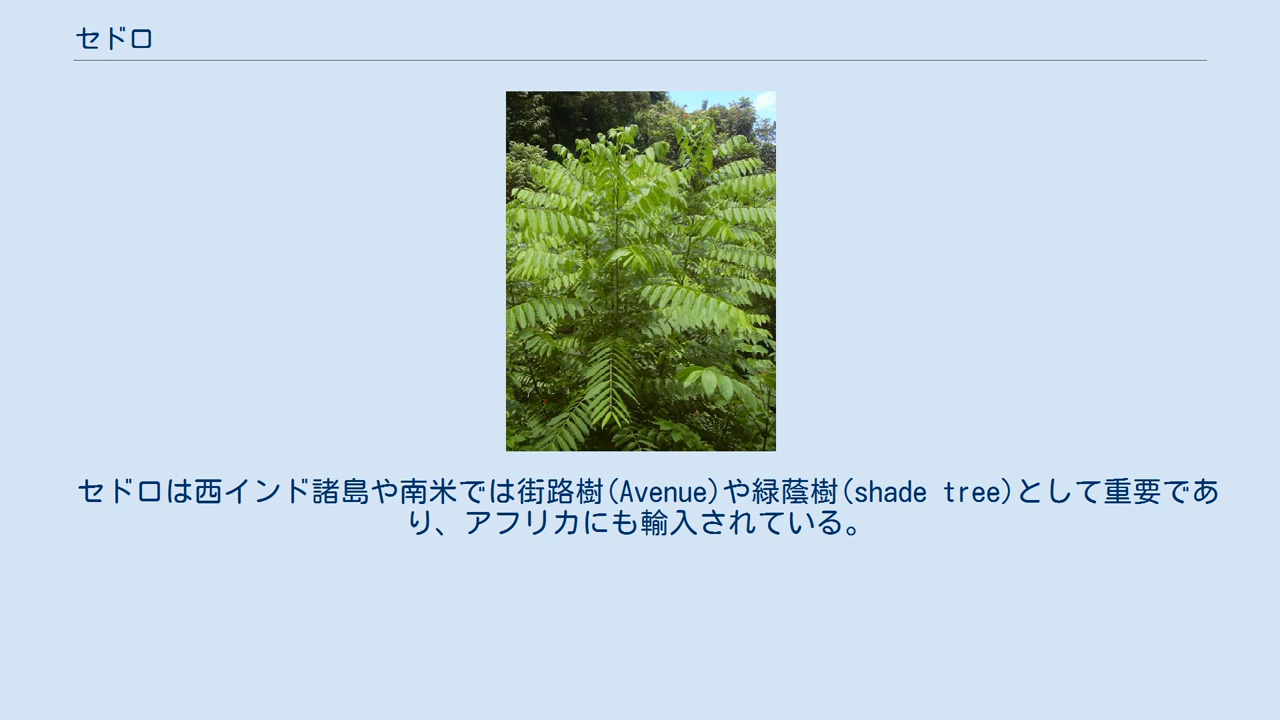 セドロ
セドロは西インド諸島や南米では街路樹(Avenue)や緑蔭樹(shade tree)として重要であ
り、アフリカにも輸入されている。